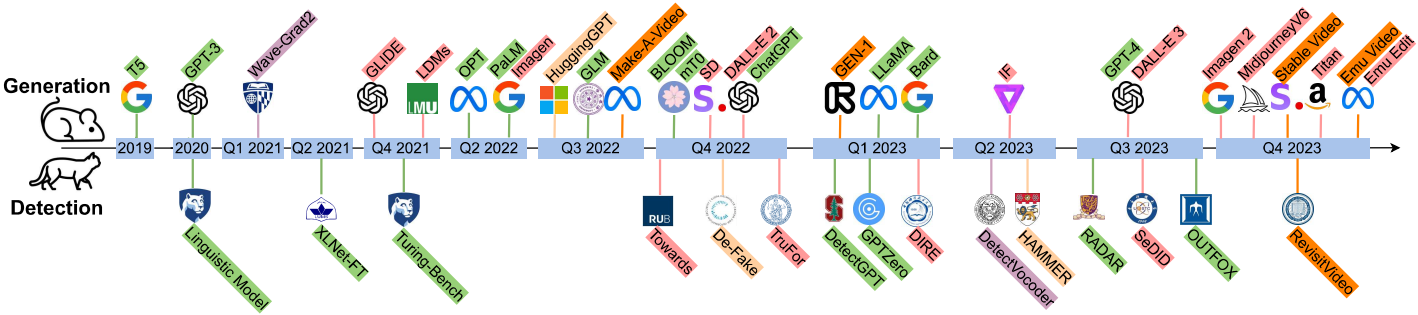 Generation
Detection
T5
GPT-3
Wave-Grad2
GLIDE
LDMs
OPT
PaLM
Imagen
HuggingGPT
GLM
Make-A-Video
BLOOM
mT0
SD
DALL-E 2
ChatGPT
GEN-1
LLaMA
Bard
IF
GPT-4
DALL-E 3
Imagen 2
MidjourneyV6
Stable Video
Titan
Emu Video
Emu Edit
LMU
2019
2020
Q1 2021
Q2 2021
Q4 2021
Q2 2022
Q3 2022
Q4 2022
Q1 2023
Q2 2023
Q3 2023
Q4 2023
RUB
Linguistic Model
XLNet-FT
Turing-Bench
Towards
De-Fake
TruFor
DetectGPT
GPTZero
DIRE
DetectVocoder
HAMMER
RADAR
SeDID
OUTFOX
RevisitVideo